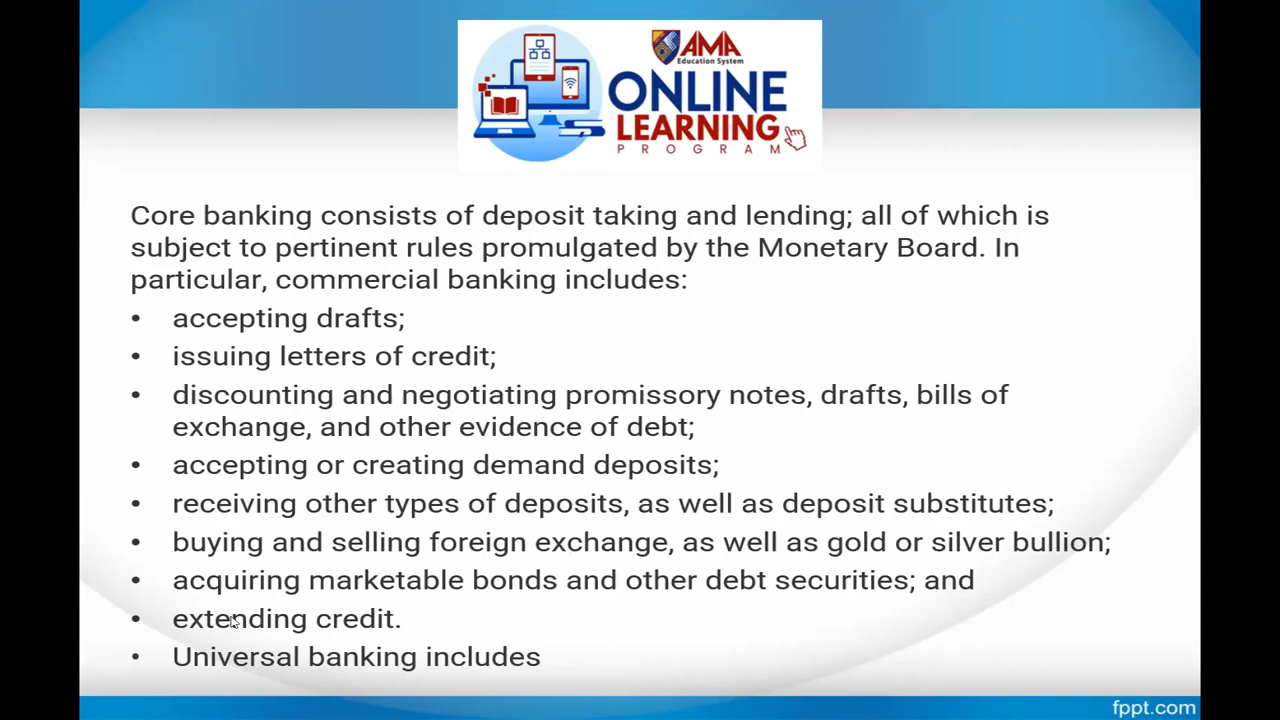 AMA
Education System
ONLINE
LEARNING
PROGRAM
Core banking consists of deposit taking and lending; all of which is
subject to pertinent rules promulgated by the Monetary Board. In
particular, commercial banking includes:
• accepting drafts;
• issuing letters of credit;
• discounting and negotiating promissory notes, drafts, bills of
exchange, and other evidence of debt;
• accepting or creating demand deposits;
• receiving other types of deposits, as well as deposit substitutes;
• buying and selling foreign exchange, as well as gold or silver bullion;
• acquiring marketable bonds and other debt securities; and
• extending credit.
• Universal banking includes
fppt.com